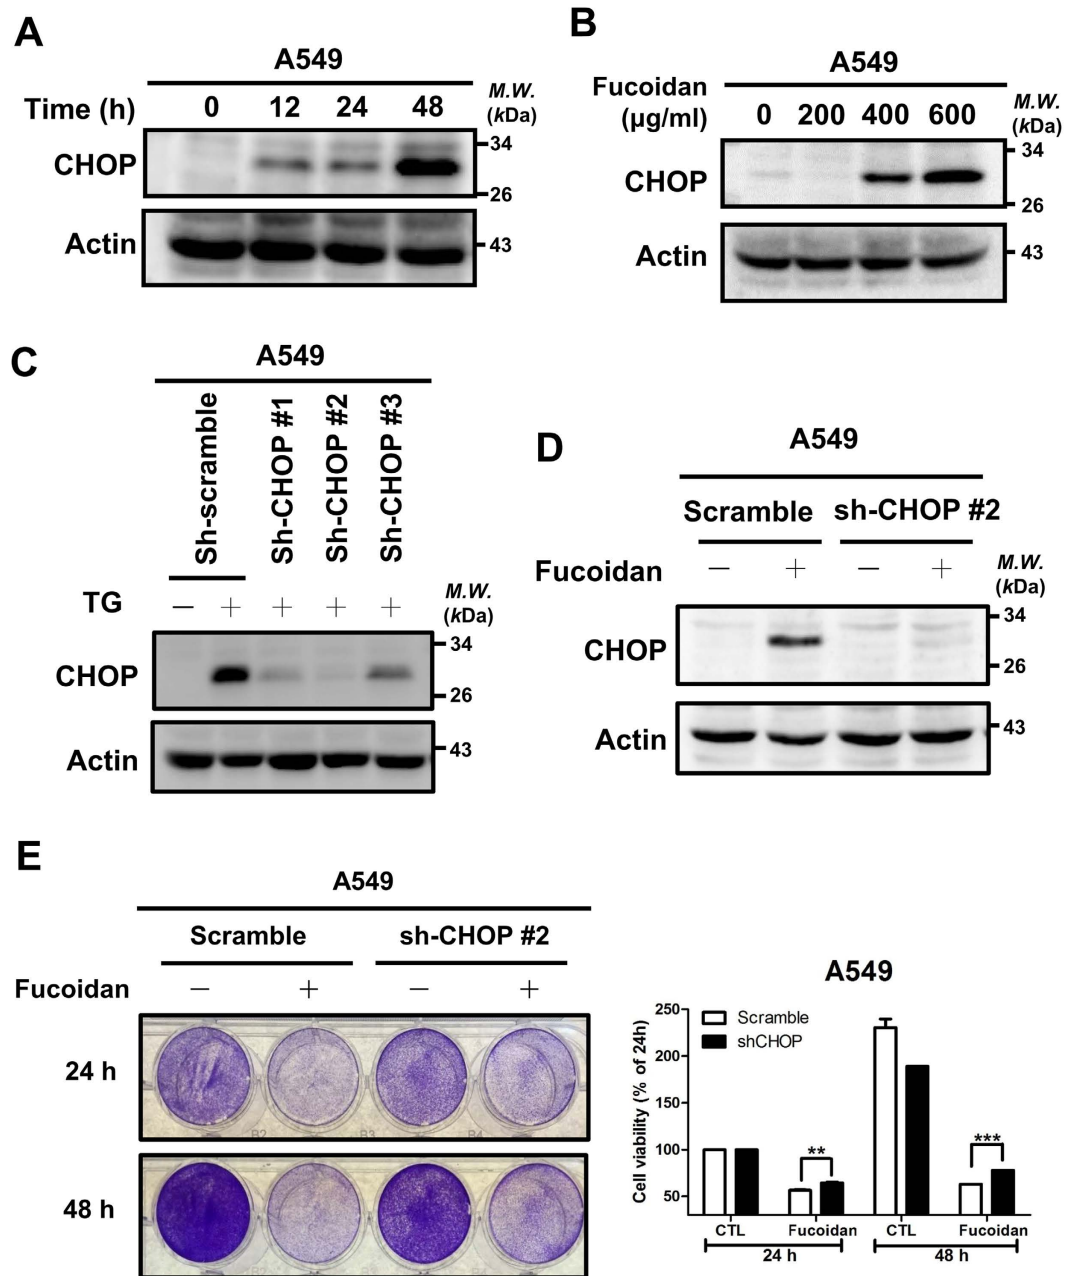 A
A549
Time (h) 0 12 24 48 M.W. (kDa)
CHOP 34
26
Actin 43
B
A549
Fucoidan (µg/ml) 0 200 400 600 M.W. (kDa)
CHOP 34
26
Actin 43
C
A549
Sh-scramble Sh-CHOP #1 Sh-CHOP #2 Sh-CHOP #3
TG − + + + + M.W. (kDa)
CHOP 34
26
Actin 43
D
A549
Scramble sh-CHOP #2
Fucoidan − + − + M.W. (kDa)
CHOP 34
26
Actin 43
E
A549
Scramble sh-CHOP #2
Fucoidan − + − +
24 h
B2 B3 B4
48 h
A549
Cell viability (% of 24h)
250
200
150
100
50
Scramble
shCHOP
** ***
CTL Fucoidan CTL Fucoidan
24 h 48 h